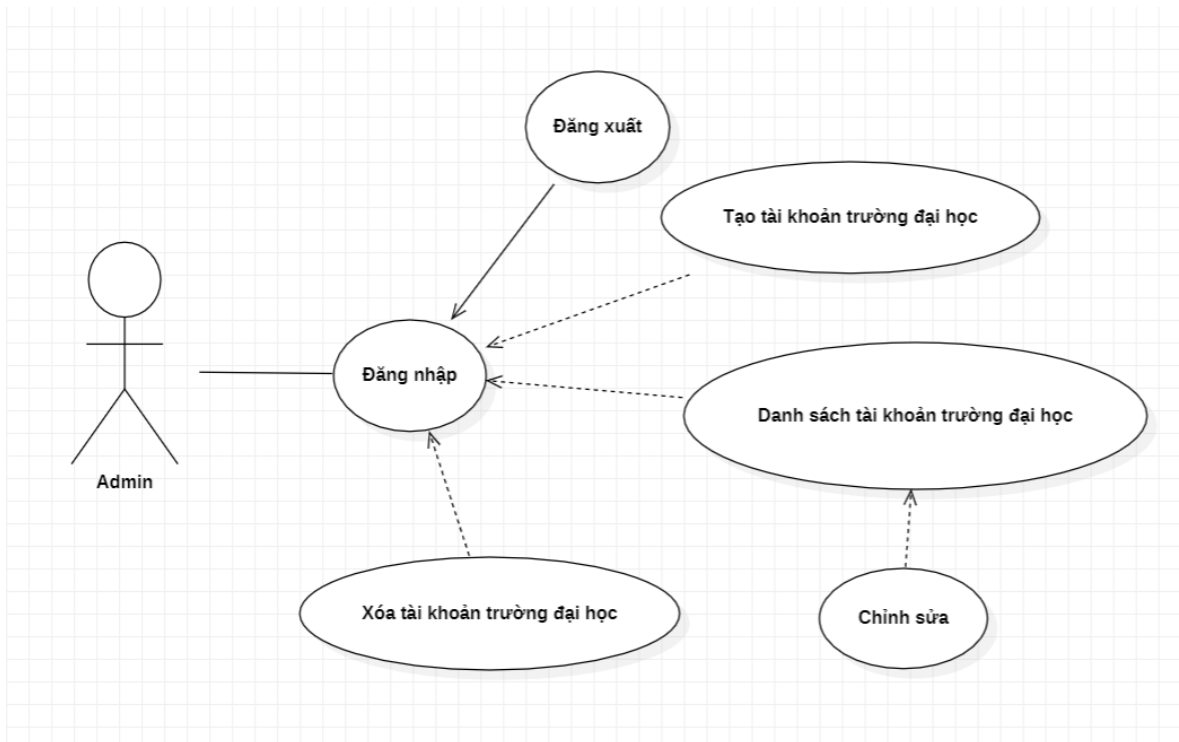 Đăng xuất
Tạo tài khoản trường đại học
Đăng nhập
Danh sách tài khoản trường đại học
Admin
Xóa tài khoản trường đại học
Chỉnh sửa